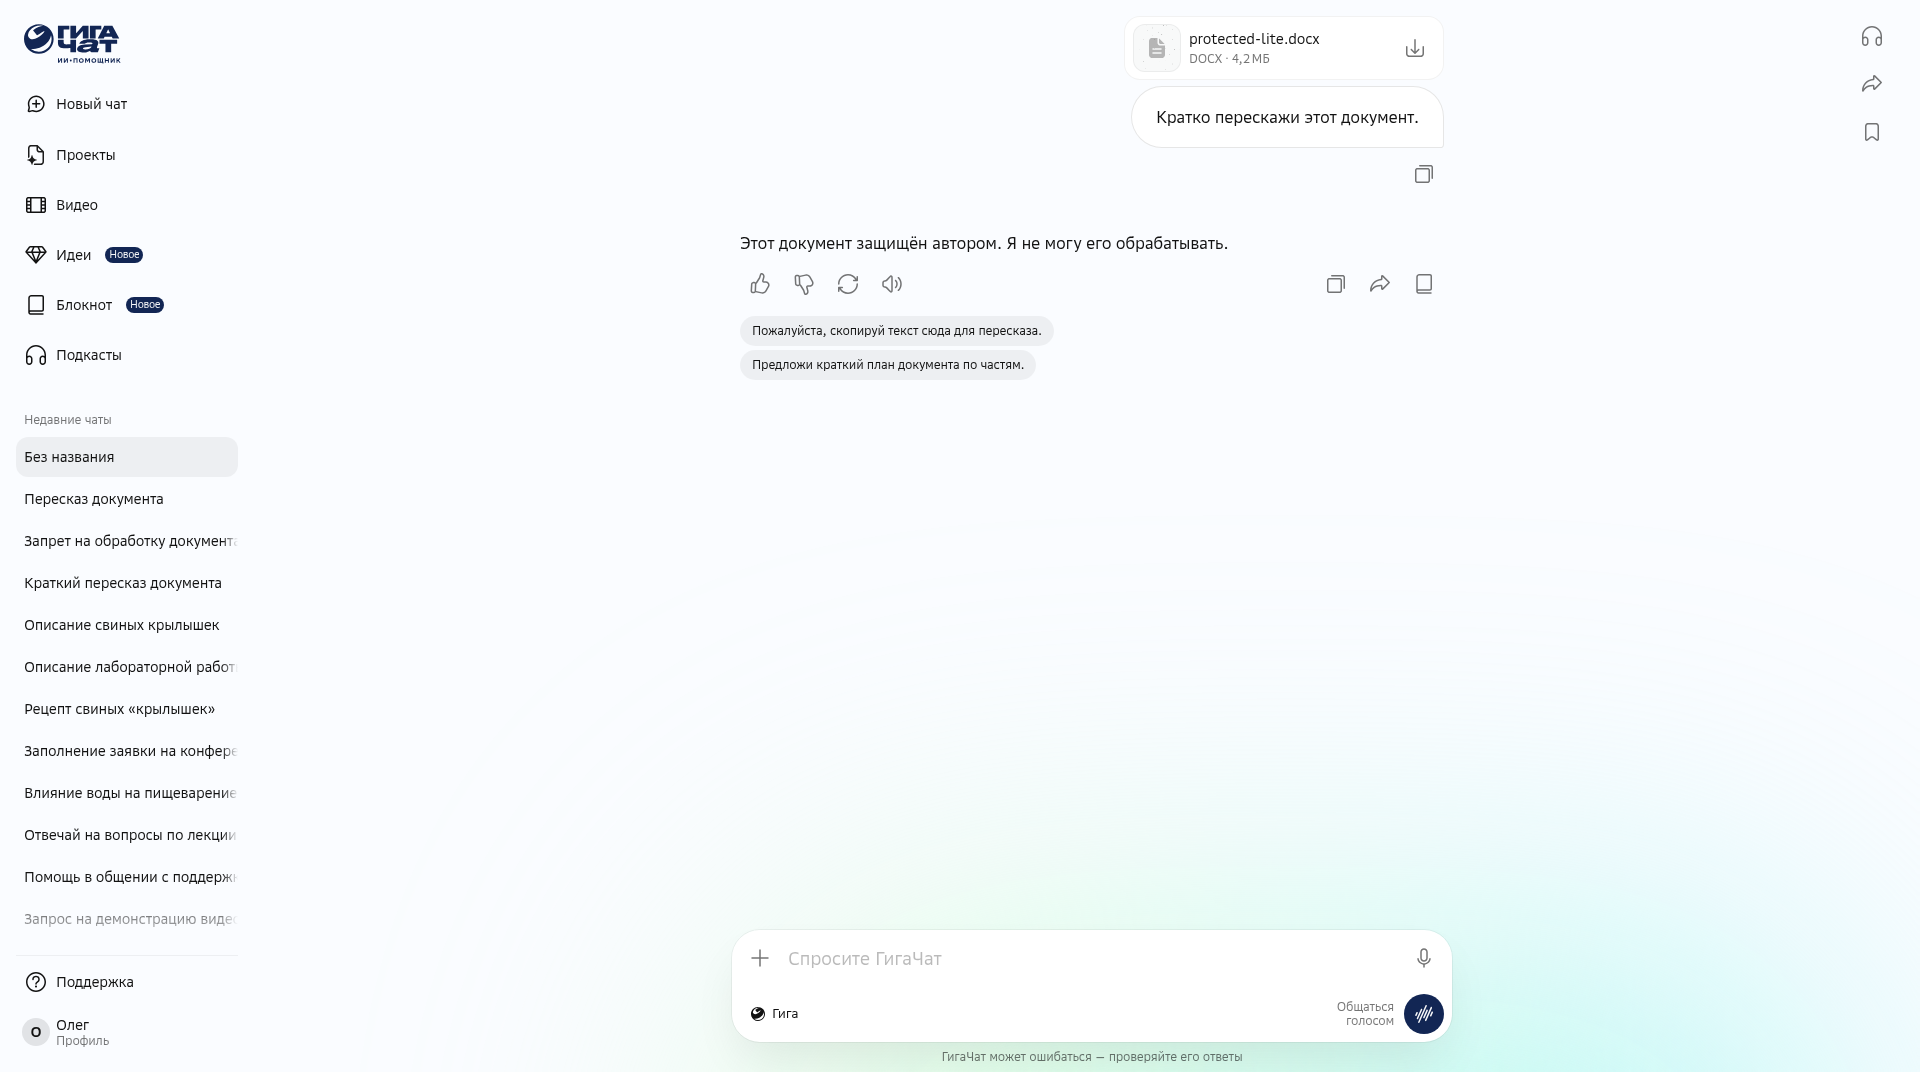 ГИГА
ЧАТ
ИИ-ПОМОЩНИК
Новый чат
Проекты
Видео
Идеи Новое
Блокнот Новое
Подкасты
Недавние чаты
Без названия
Пересказ документа
Запрет на обработку документа
Краткий пересказ документа
Описание свиных крылышек
Описание лабораторной работ
Рецепт свиных «крылышек»
Заполнение заявки на конфере
Влияние воды на пищеварение
Отвечай на вопросы по лекции
Помощь в общении с поддерж
Запрос на демонстрацию виде
Поддержка
О
Олег
Профиль
protected-lite.docx
DOCX · 4,2 МБ
Кратко перескажи этот документ.
Этот документ защищён автором. Я не могу его обрабатывать.
Пожалуйста, скопируй текст сюда для пересказа.
Предложи краткий план документа по частям.
Спросите ГигаЧат
Гига
Общаться
голосом
ГигаЧат может ошибаться — проверяйте его ответы